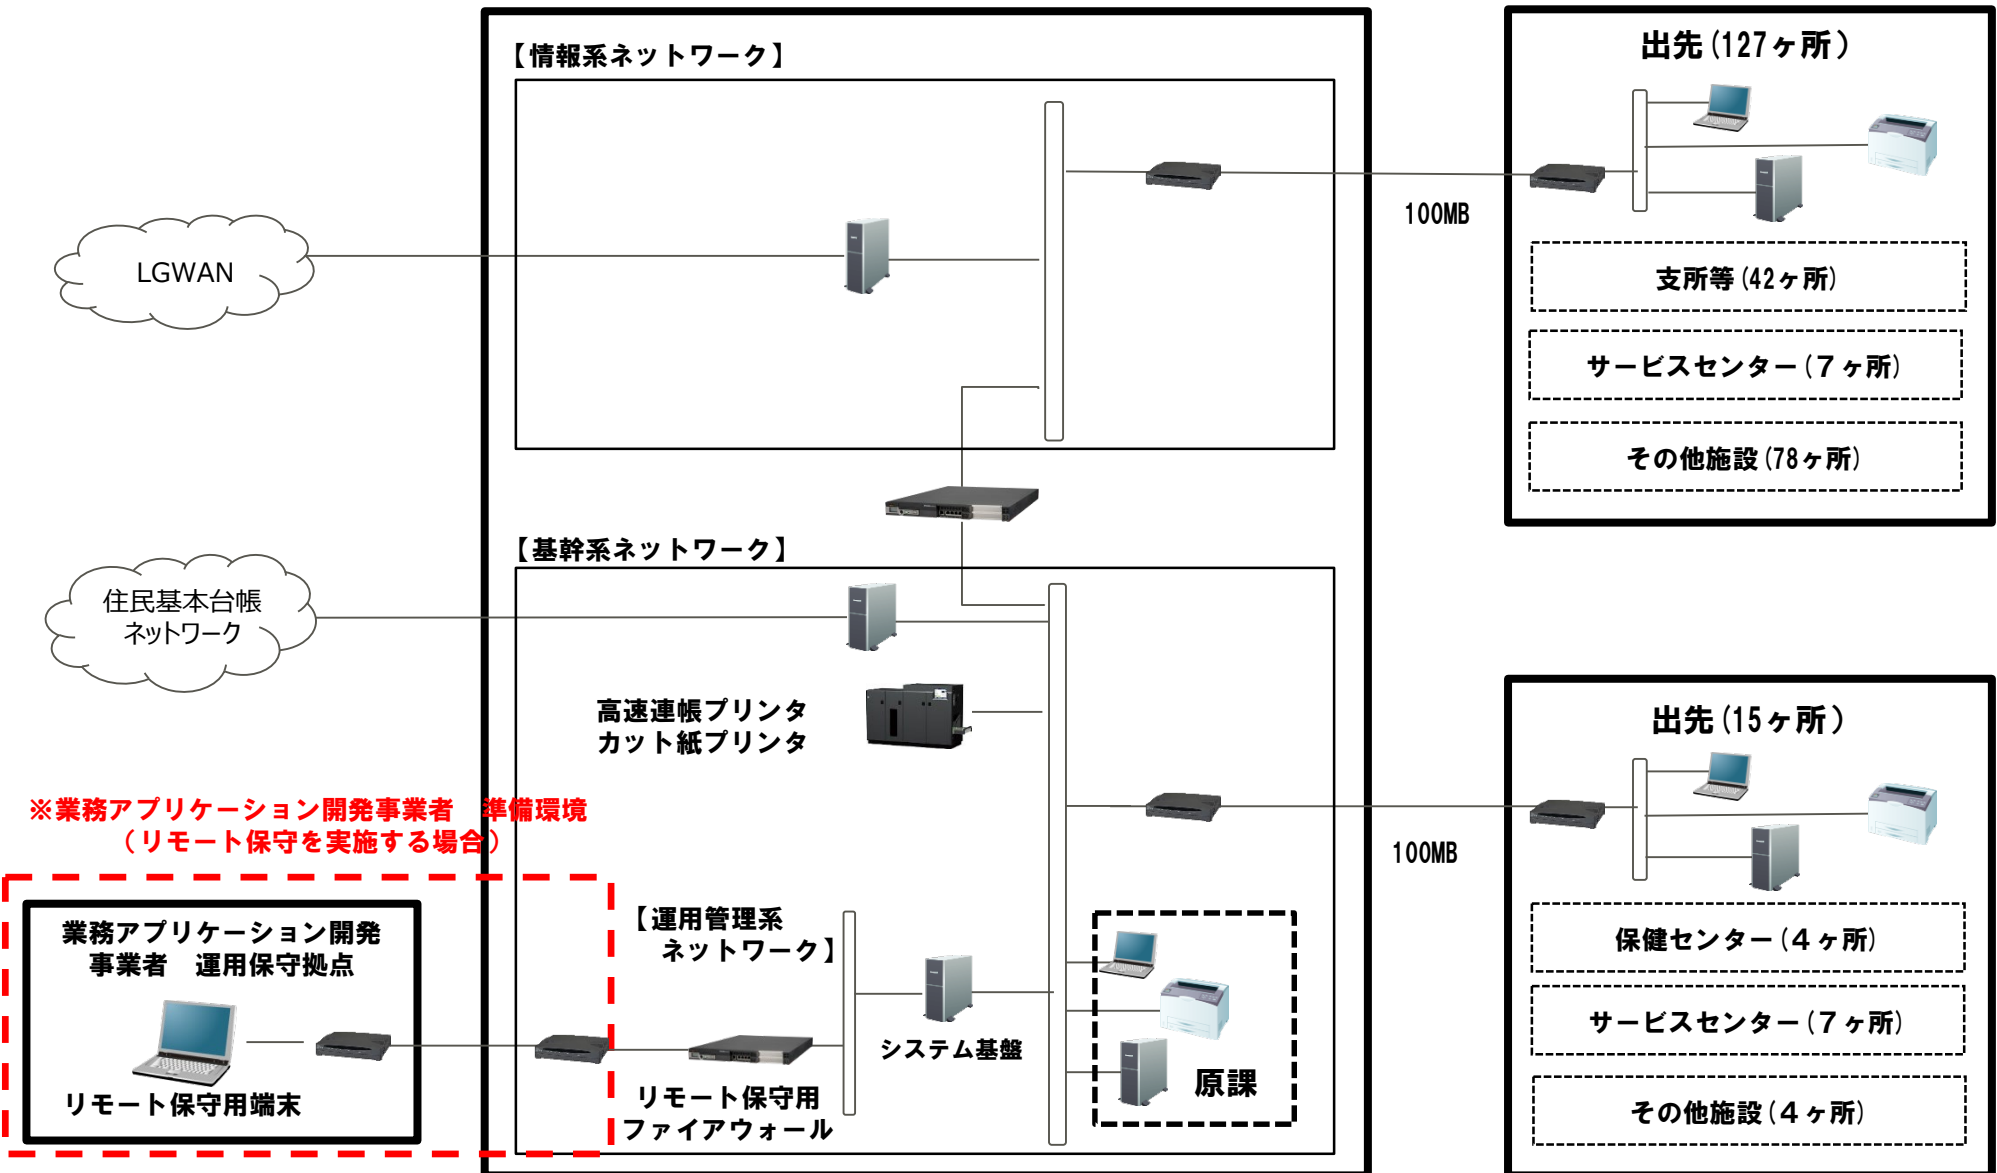 【情報系ネットワーク】
出先(127ヶ所)
LGWAN
100MB
支所等(42ヶ所)
サービスセンター(７ヶ所)
その他施設(78ヶ所)
【基幹系ネットワーク】
住民基本台帳
ネットワーク
高速連帳プリンタ
カット紙プリンタ
出先(15ヶ所)
※業務アプリケーション開発事業者　準備環境
（リモート保守を実施する場合）
100MB
業務アプリケーション開発
事業者　運用保守拠点
リモート保守用端末
【運用管理系
ネットワーク】
システム基盤
リモート保守用
ファイアウォール
原課
保健センター(４ヶ所)
サービスセンター(７ヶ所)
その他施設(４ヶ所)